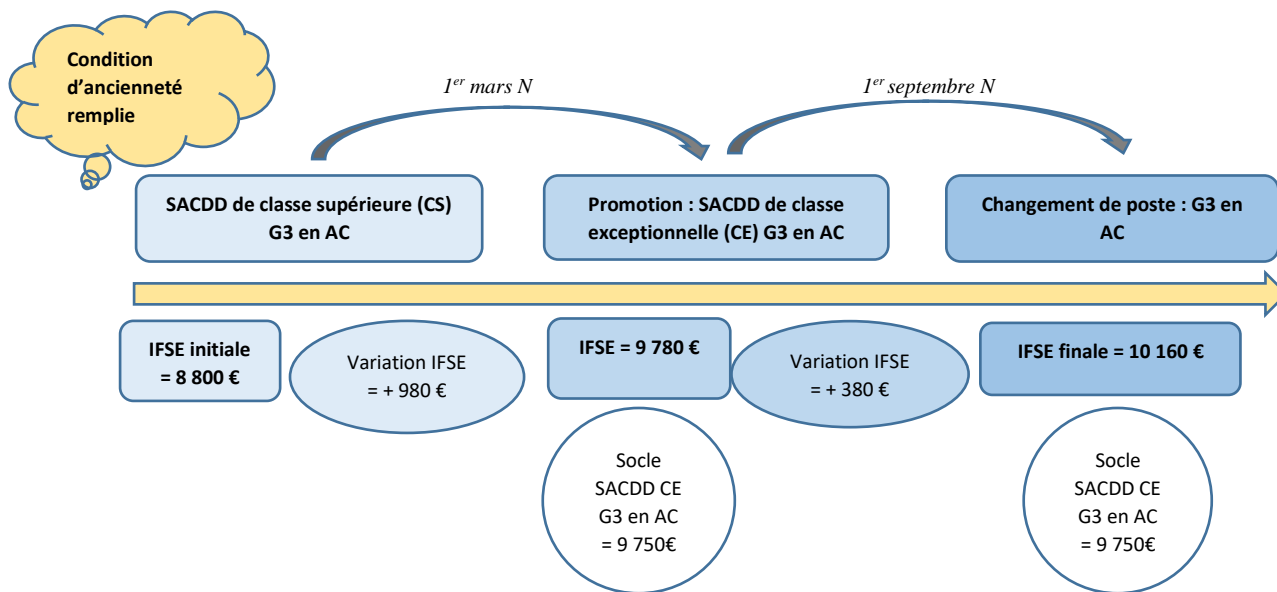 Condition
d'ancienneté
remplie
1er mars N
1er septembre N
SACDD de classe supérieure (CS)
G3 en AC
Promotion : SACDD de classe
exceptionnelle (CE) G3 en AC
Changement de poste : G3 en
AC
IFSE initiale
= 8 800 €
Variation IFSE
= + 980 €
IFSE = 9 780 €
Variation IFSE
= + 380 €
IFSE finale = 10 160 €
Socle
SACDD CE
G3 en AC
= 9 750€
Socle
SACDD CE
G3 en AC
= 9 750€